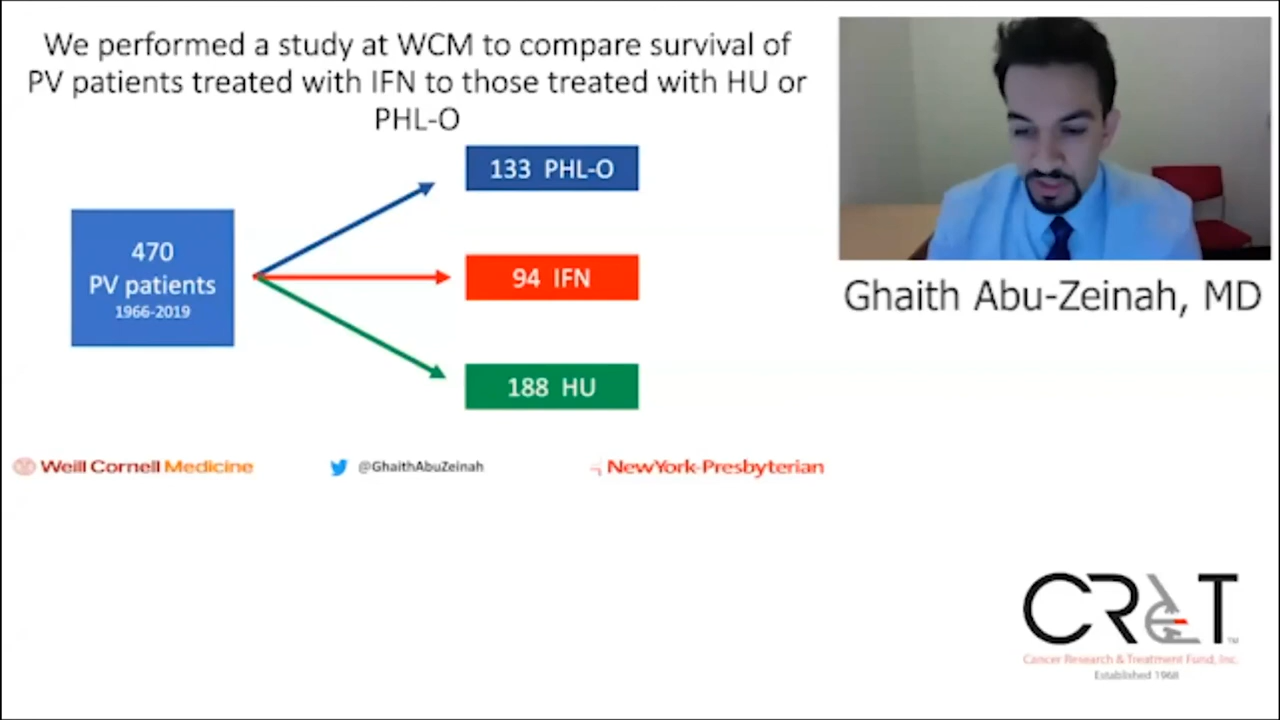 We performed a study at WCM to compare survival of
PV patients treated with IFN to those treated with HU or
PHL-O
133 PHL-O
470
PV patients
1966-2019
94 IFN
188 HU
Ghaith Abu-Zeinah, MD
Weill Cornell Medicine
@GhaithAbuZeinah
NewYork-Presbyterian
CR&T™
Cancer Research & Treatment Fund, Inc.
Established 1968